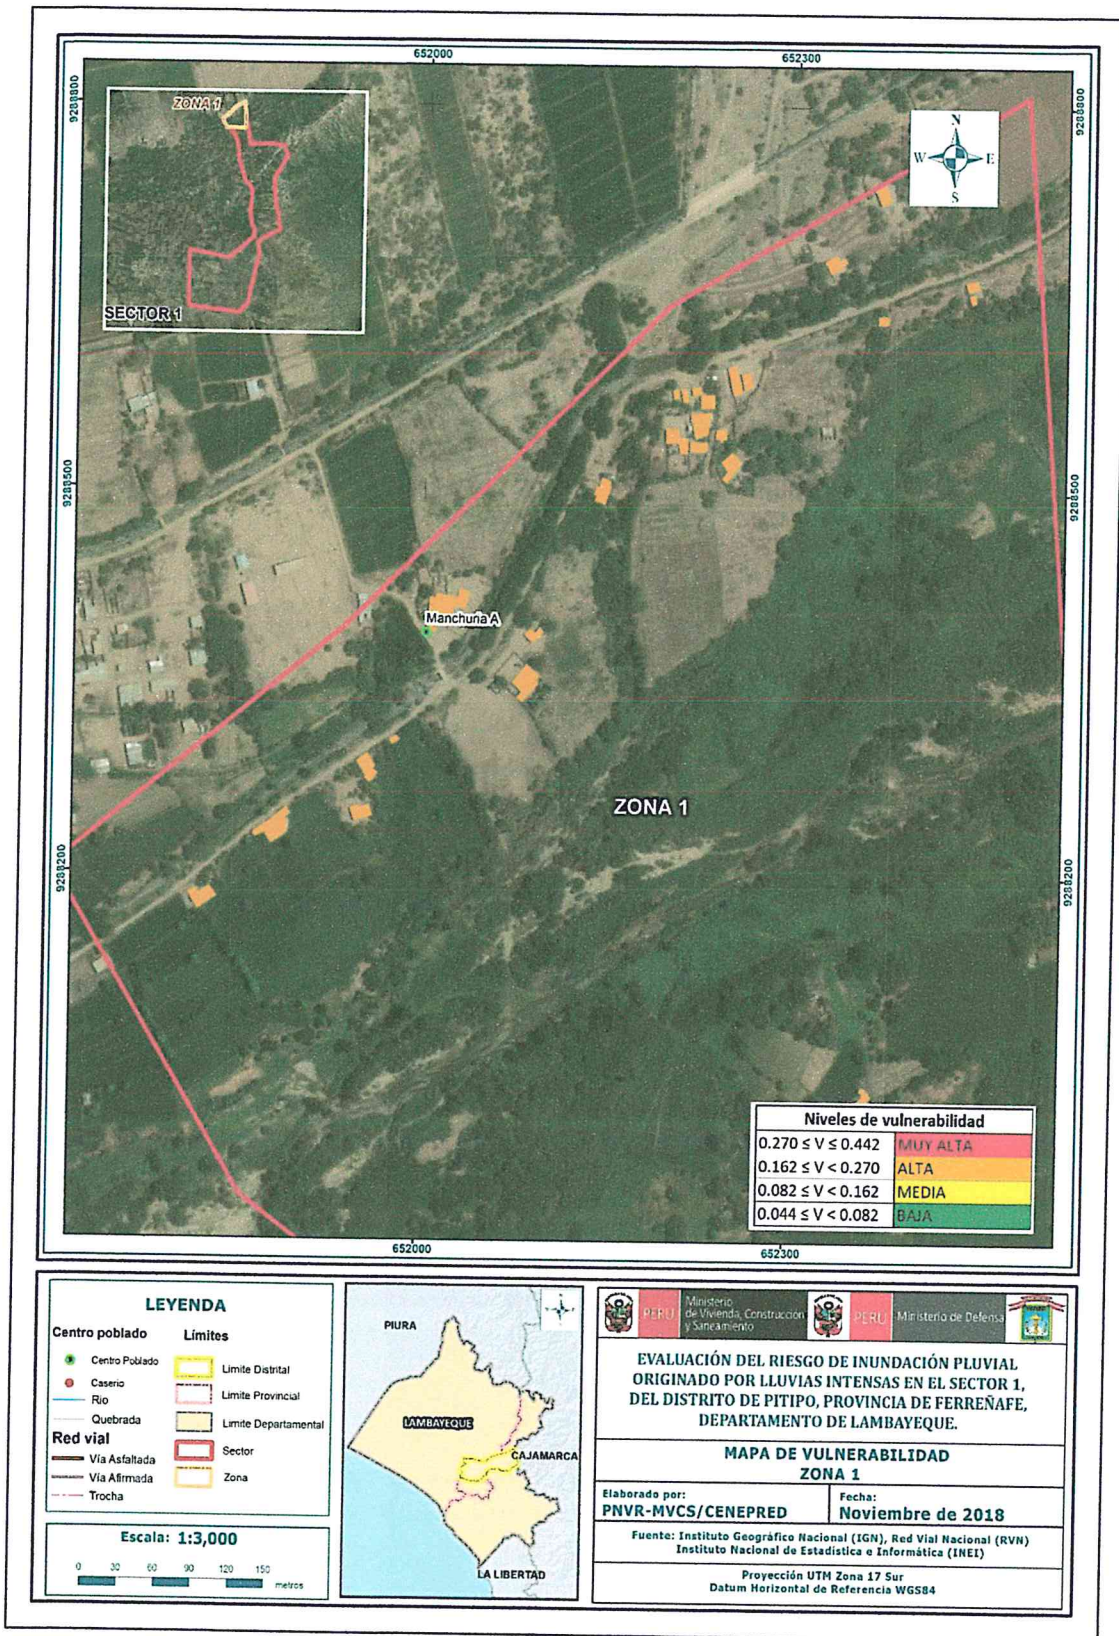 652000
652300
9288800
9288800
ZONA 1
N
W
E
S
SECTOR 1
9288500
9288500
Manchuria A
ZONA 1
9288200
9288200
Niveles de vulnerabilidad
0.270 ≤ V ≤ 0.442 MUY ALTA
0.162 ≤ V < 0.270 ALTA
0.082 ≤ V < 0.162 MEDIA
0.044 ≤ V < 0.082 BAJA
652000
652300
LEYENDA
Centro poblado
Centro Poblado
Caserio
Rio
Quebrada
Red vial
Vía Asfaltada
Vía Afirmada
Trocha
Límites
Limite Distrital
Limite Provincial
Limite Departamental
Sector
Zona
Escala: 1:3,000
0 30 60 90 120 150
metros
PIURA
LAMBAYEQUE
CAJAMARCA
LA LIBERTAD
PERÚ
Ministerio
de Vivienda, Construcción
y Saneamiento
PERÚ
Ministerio de Defensa
EVALUACIÓN DEL RIESGO DE INUNDACIÓN PLUVIAL
ORIGINADO POR LLUVIAS INTENSAS EN EL SECTOR 1,
DEL DISTRITO DE PITIPO, PROVINCIA DE FERREÑAFE,
DEPARTAMENTO DE LAMBAYEQUE.
MAPA DE VULNERABILIDAD
ZONA 1
Elaborado por:
PNVR-MVCS/CENEPRED
Fecha:
Noviembre de 2018
Fuente: Instituto Geográfico Nacional (IGN), Red Vial Nacional (RVN)
Instituto Nacional de Estadística e Informática (INEI)
Proyección UTM Zona 17 Sur
Datum Horizontal de Referencia WGS84